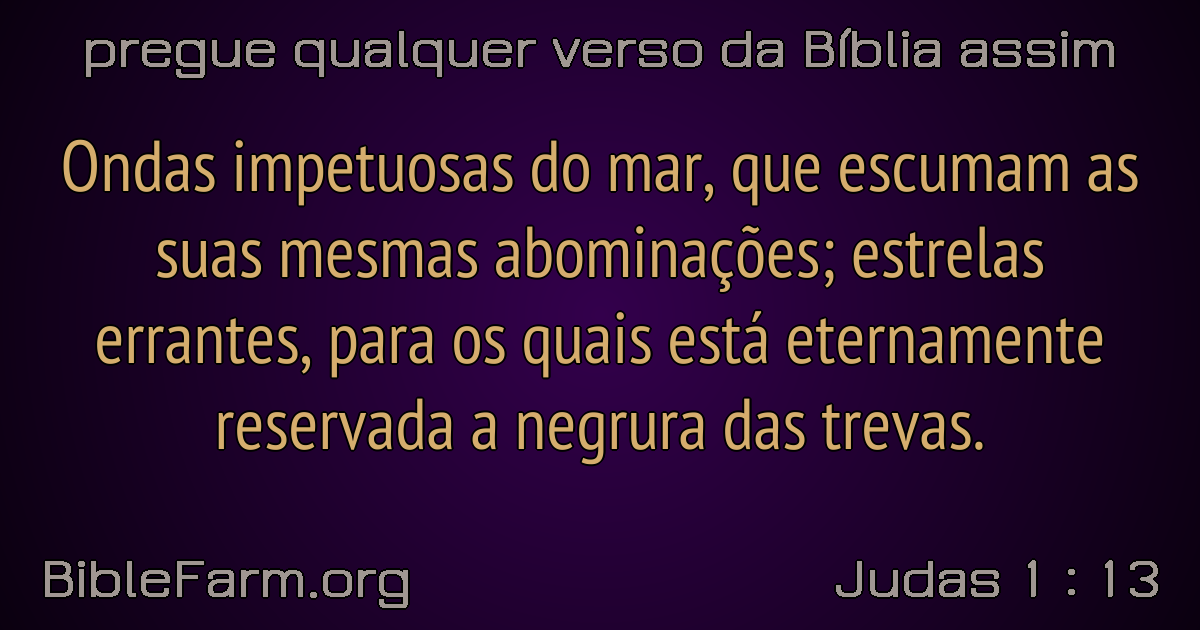 pregue qualquer verso da Bíblia assim
Ondas impetuosas do mar, que escumam as
suas mesmas abominações; estrelas
errantes, para os quais está eternamente
reservada a negrura das trevas.
BibleFarm.org
Judas 1 : 13